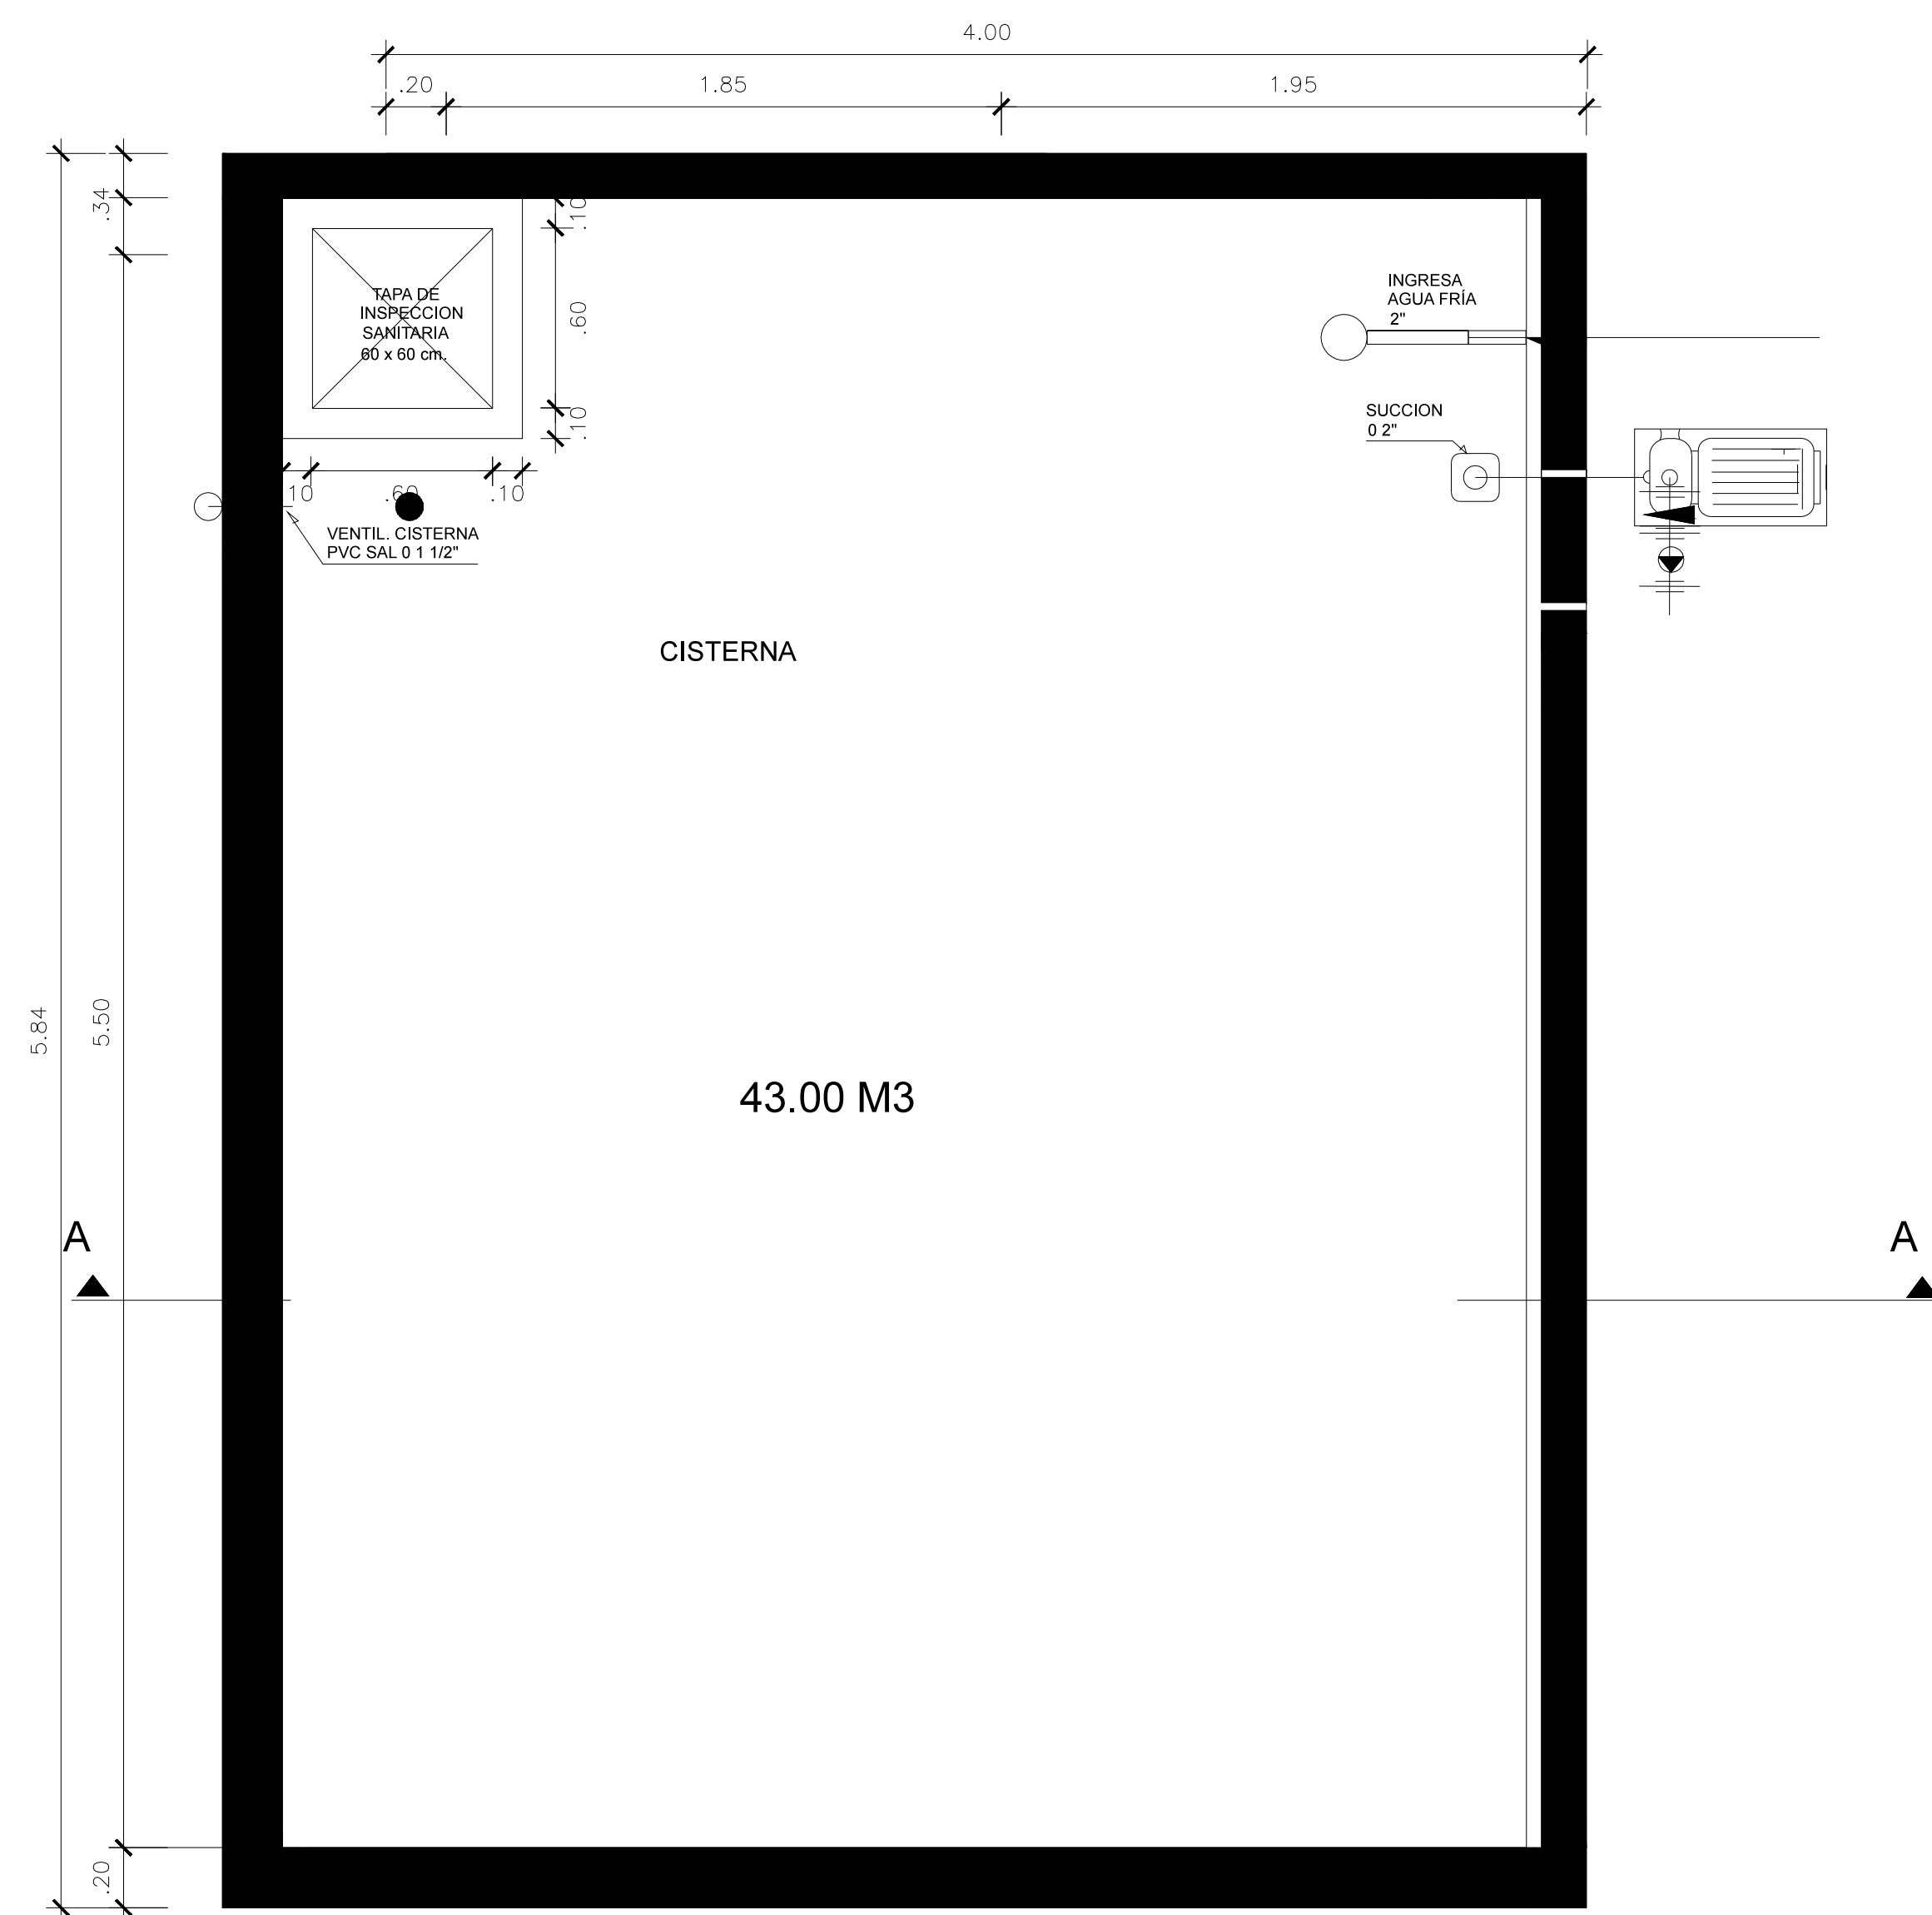 4.00
.20
1.85
1.95
.34
.10
TAPA DE
INSPECCION
SANITARIA
60 x 60 cm.
.60
INGRESA
AGUA FRÍA
2"
SUCCION
0 2"
.10
10
.60
.10
VENTIL. CISTERNA
PVC SAL 0 1 1/2"
CISTERNA
5.84
5.50
43.00 M3
A
A
.20